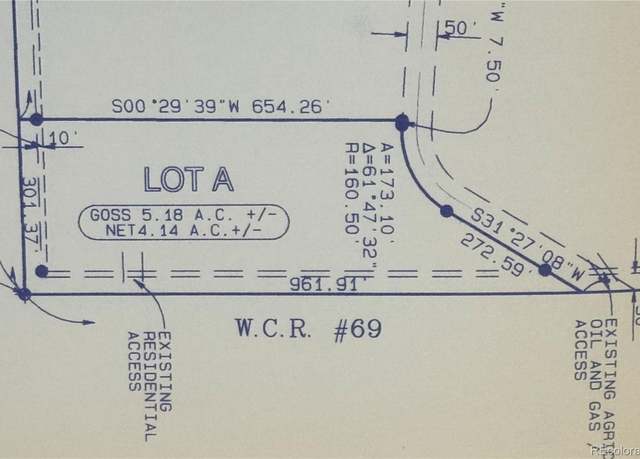 "W 7.50'
50'
S00°29'39"W 654.26'
10'
301.37'
LOT A
GOSS 5.18 A.C. +/-
NET4.14 A.C.+/-
A=173.10'
Δ=61°47'32"
R=160.50'
S31°27'08"W
272.59'
961.91'
W.C.R. #69
EXISTING
RESIDENTIAL
ACCESS
EXISTING AGRIC
OIL AND GAS
ACCESS
REcolora